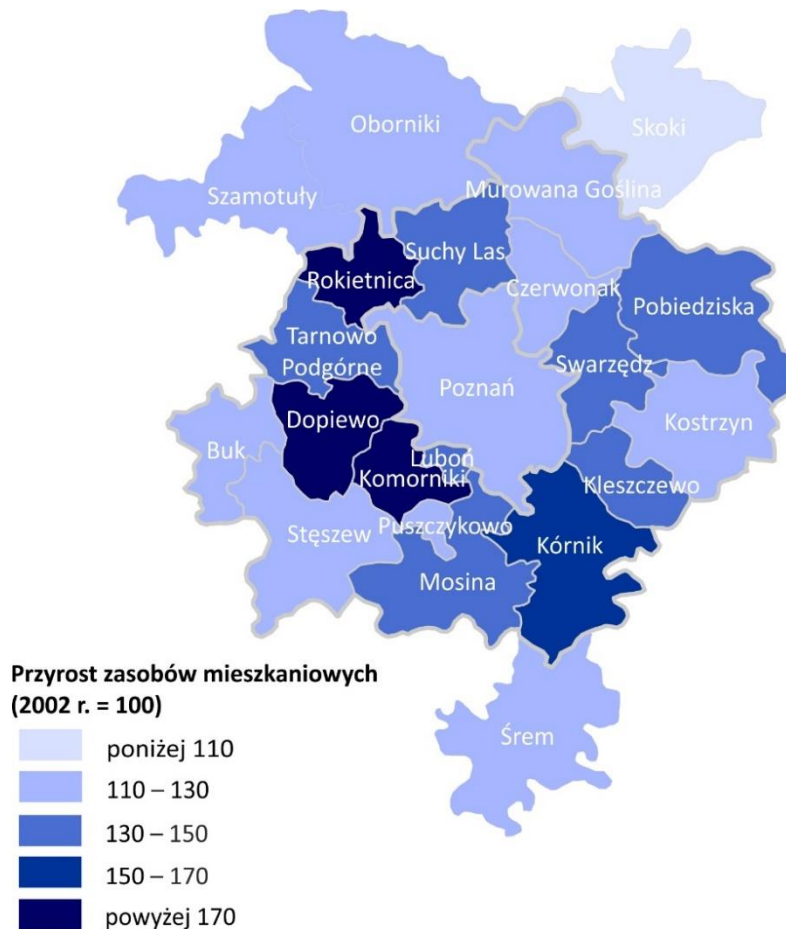 Oborniki
Skoki
Szamotuły
Murowana Goślina
Suchy Las
Rokietnica
Czerwonak
Pobiedziska
Tarnowo
Podgórne
Swarzędz
Poznań
Dopiewo
Kostrzyn
Buk
Luboń
Komorniki
Kleszczewo
Puszczykowo
Stęszew
Kórnik
Mosina
Śrem
Przyrost zasobów mieszkaniowych
(2002 r. = 100)
poniżej 110
110 – 130
130 – 150
150 – 170
powyżej 170